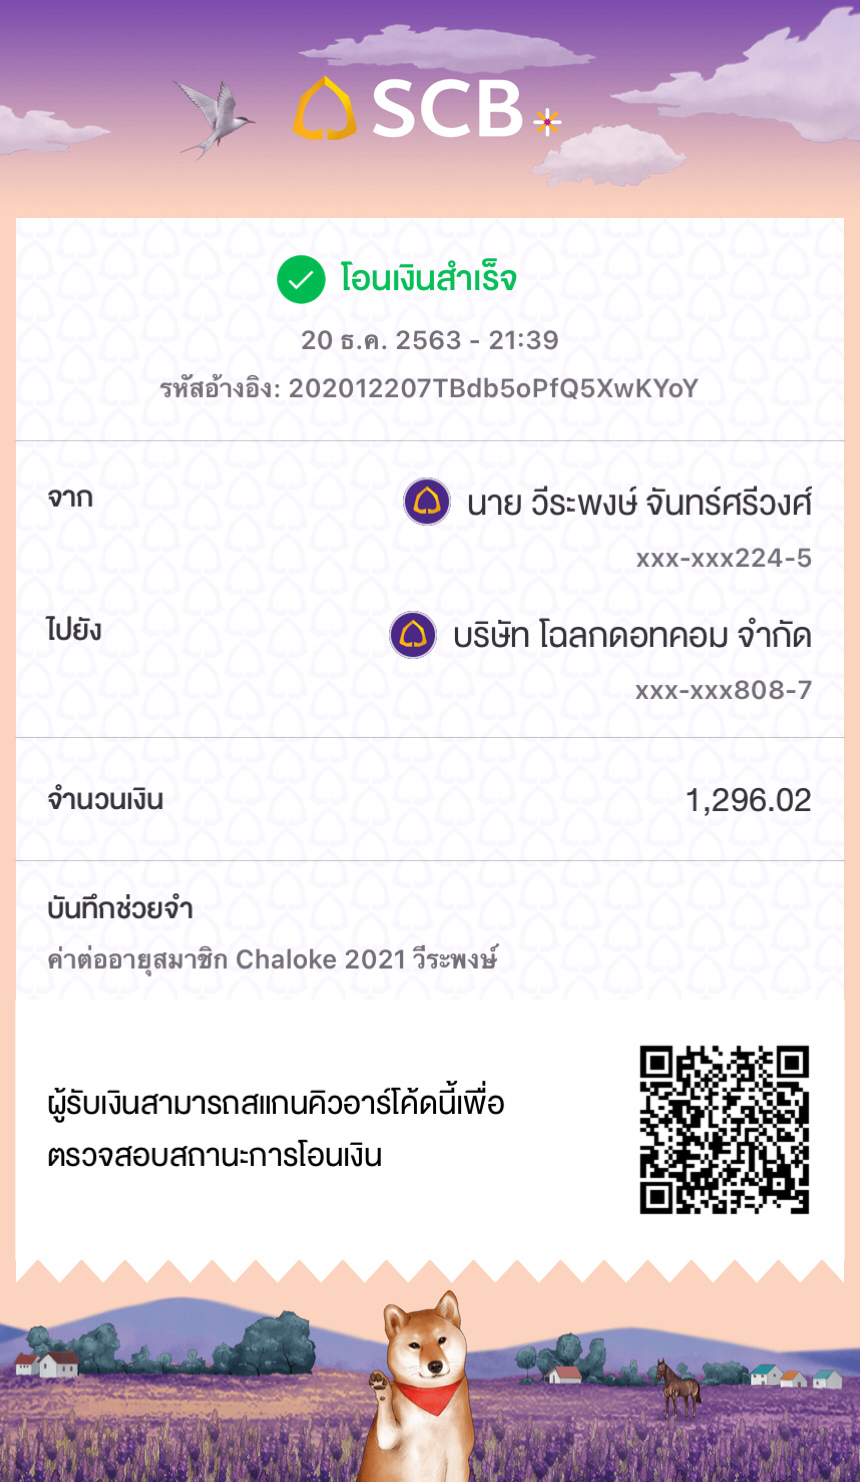 SCB
โอนเงินสำเร็จ
20 ธ.ค. 2563 - 21:39
รหัสอ้างอิง: 202012207TBdb5oPfQ5XwKYoY
จาก
นาย วีระพงษ์ จันทร์ศรีวงศ์
xxx-xxx224-5
ไปยัง
บริษัท โฉลกดอทคอม จำกัด
xxx-xxx808-7
จำนวนเงิน
1,296.02
บันทึกช่วยจำ
ค่าต่ออายุสมาชิก Chaloke 2021 วีระพงษ์
ผู้รับเงินสามารถสแกนคิวอาร์โค้ดนี้เพื่อ
ตรวจสอบสถานะการโอนเงิน